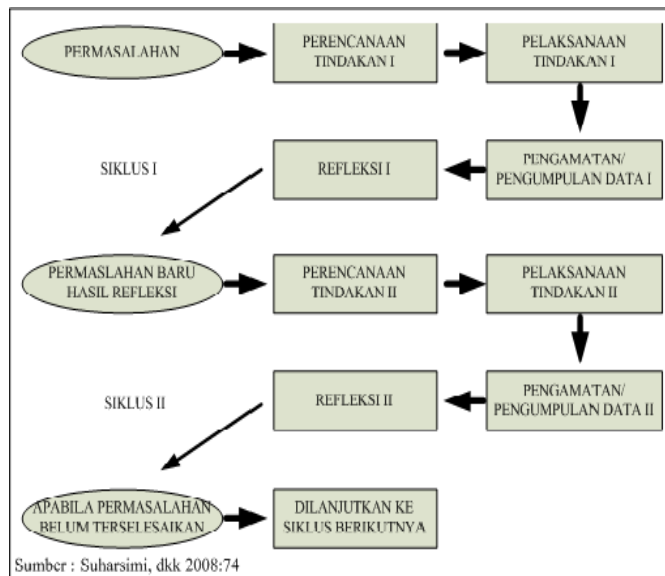 PERMASALAHAN
PERENCANAAN
TINDAKAN I
PELAKSANAAN
TINDAKAN I
SIKLUS I
REFLEKSI I
PENGAMATAN/
PENGUMPULAN DATA I
PERMASLAHAN BARU
HASIL REFLEKSI
PERENCANAAN
TINDAKAN II
PELAKSANAAN
TINDAKAN II
SIKLUS II
REFLEKSI II
PENGAMATAN/
PENGUMPULAN DATA II
APABILA PERMASALAHAN
BELUM TERSELESAIKAN
DILANJUTKAN KE
SIKLUS BERIKUTNYA
Sumber : Suharsimi, dkk 2008:74